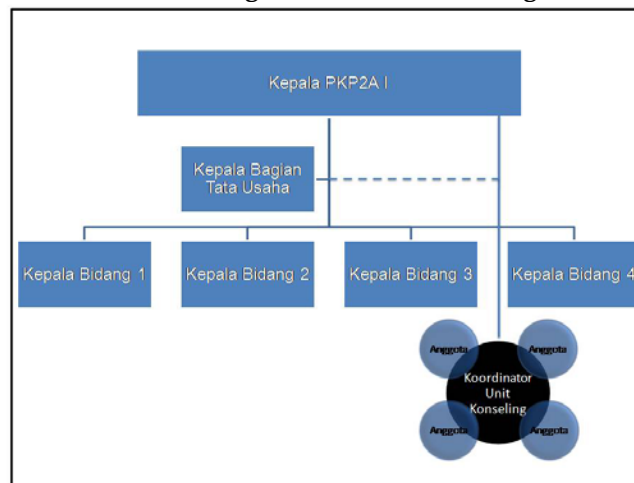 Kepala PKP2A I
Kepala Bagian
Tata Usaha
Kepala Bidang 1
Kepala Bidang 2
Kepala Bidang 3
Kepala Bidang 4
Anggota
Anggota
Koordinator
Unit
Konseling
Anggota
Anggota